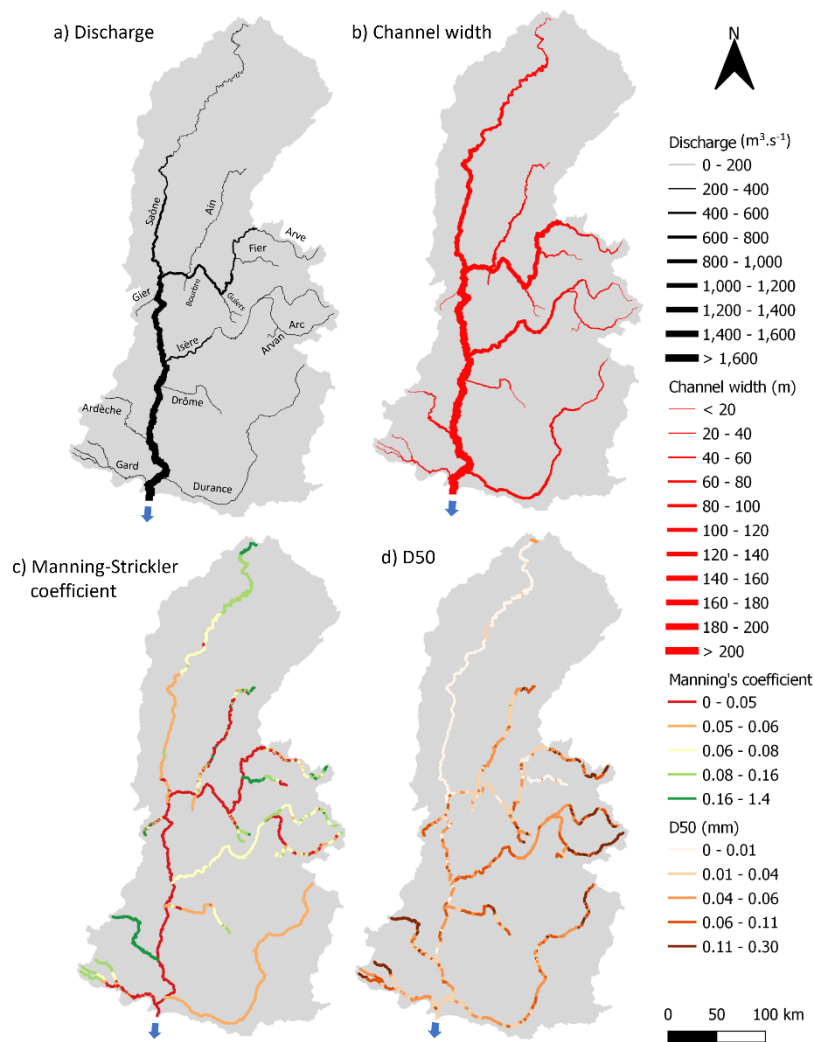 a) Discharge
b) Channel width
N
Saône
Ain
Arve
Fier
Gier
Bourbre
Guiers
Isère
Arc
Arvan
Drôme
Ardèche
Gard
Durance
c) Manning-Strickler
coefficient
d) D50
Discharge (m³.s⁻¹)
0 - 200
200 - 400
400 - 600
600 - 800
800 - 1,000
1,000 - 1,200
1,200 - 1,400
1,400 - 1,600
> 1,600
Channel width (m)
< 20
20 - 40
40 - 60
60 - 80
80 - 100
100 - 120
120 - 140
140 - 160
160 - 180
180 - 200
> 200
Manning's coefficient
0 - 0.05
0.05 - 0.06
0.06 - 0.08
0.08 - 0.16
0.16 - 1.4
D50 (mm)
0 - 0.01
0.01 - 0.04
0.04 - 0.06
0.06 - 0.11
0.11 - 0.30
0 50 100 km